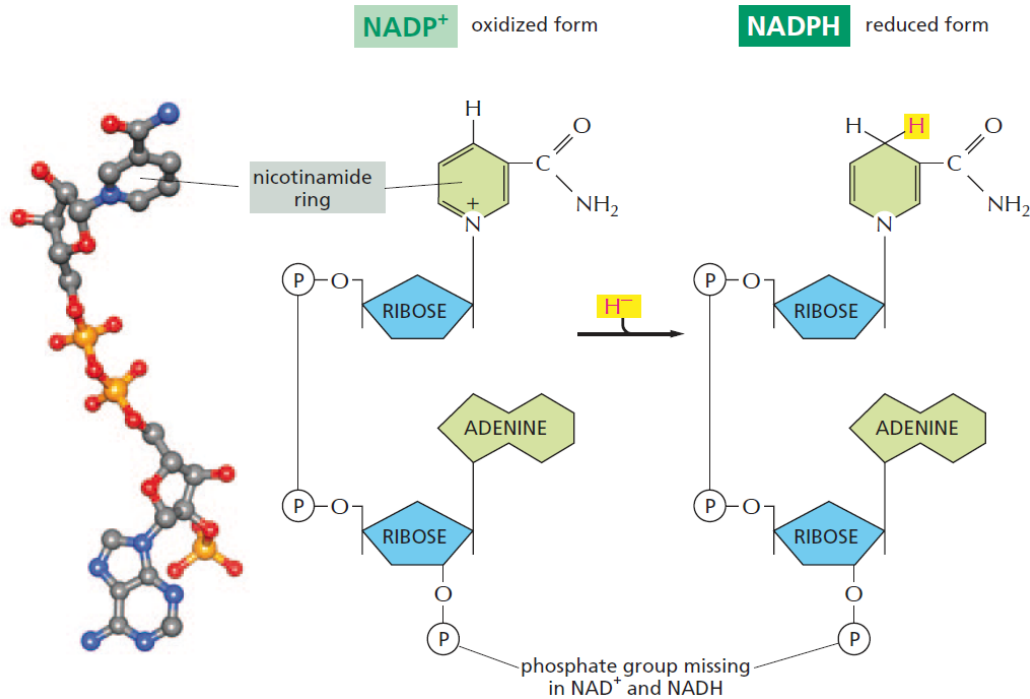 NADP+ oxidized form
NADPH reduced form
nicotinamide
ring
H
O
C
NH2
+
N
P O
RIBOSE
ADENINE
P O
RIBOSE
O
P
H–
H H
O
C
NH2
N
P O
RIBOSE
ADENINE
P O
RIBOSE
O
P
phosphate group missing
in NAD+ and NADH